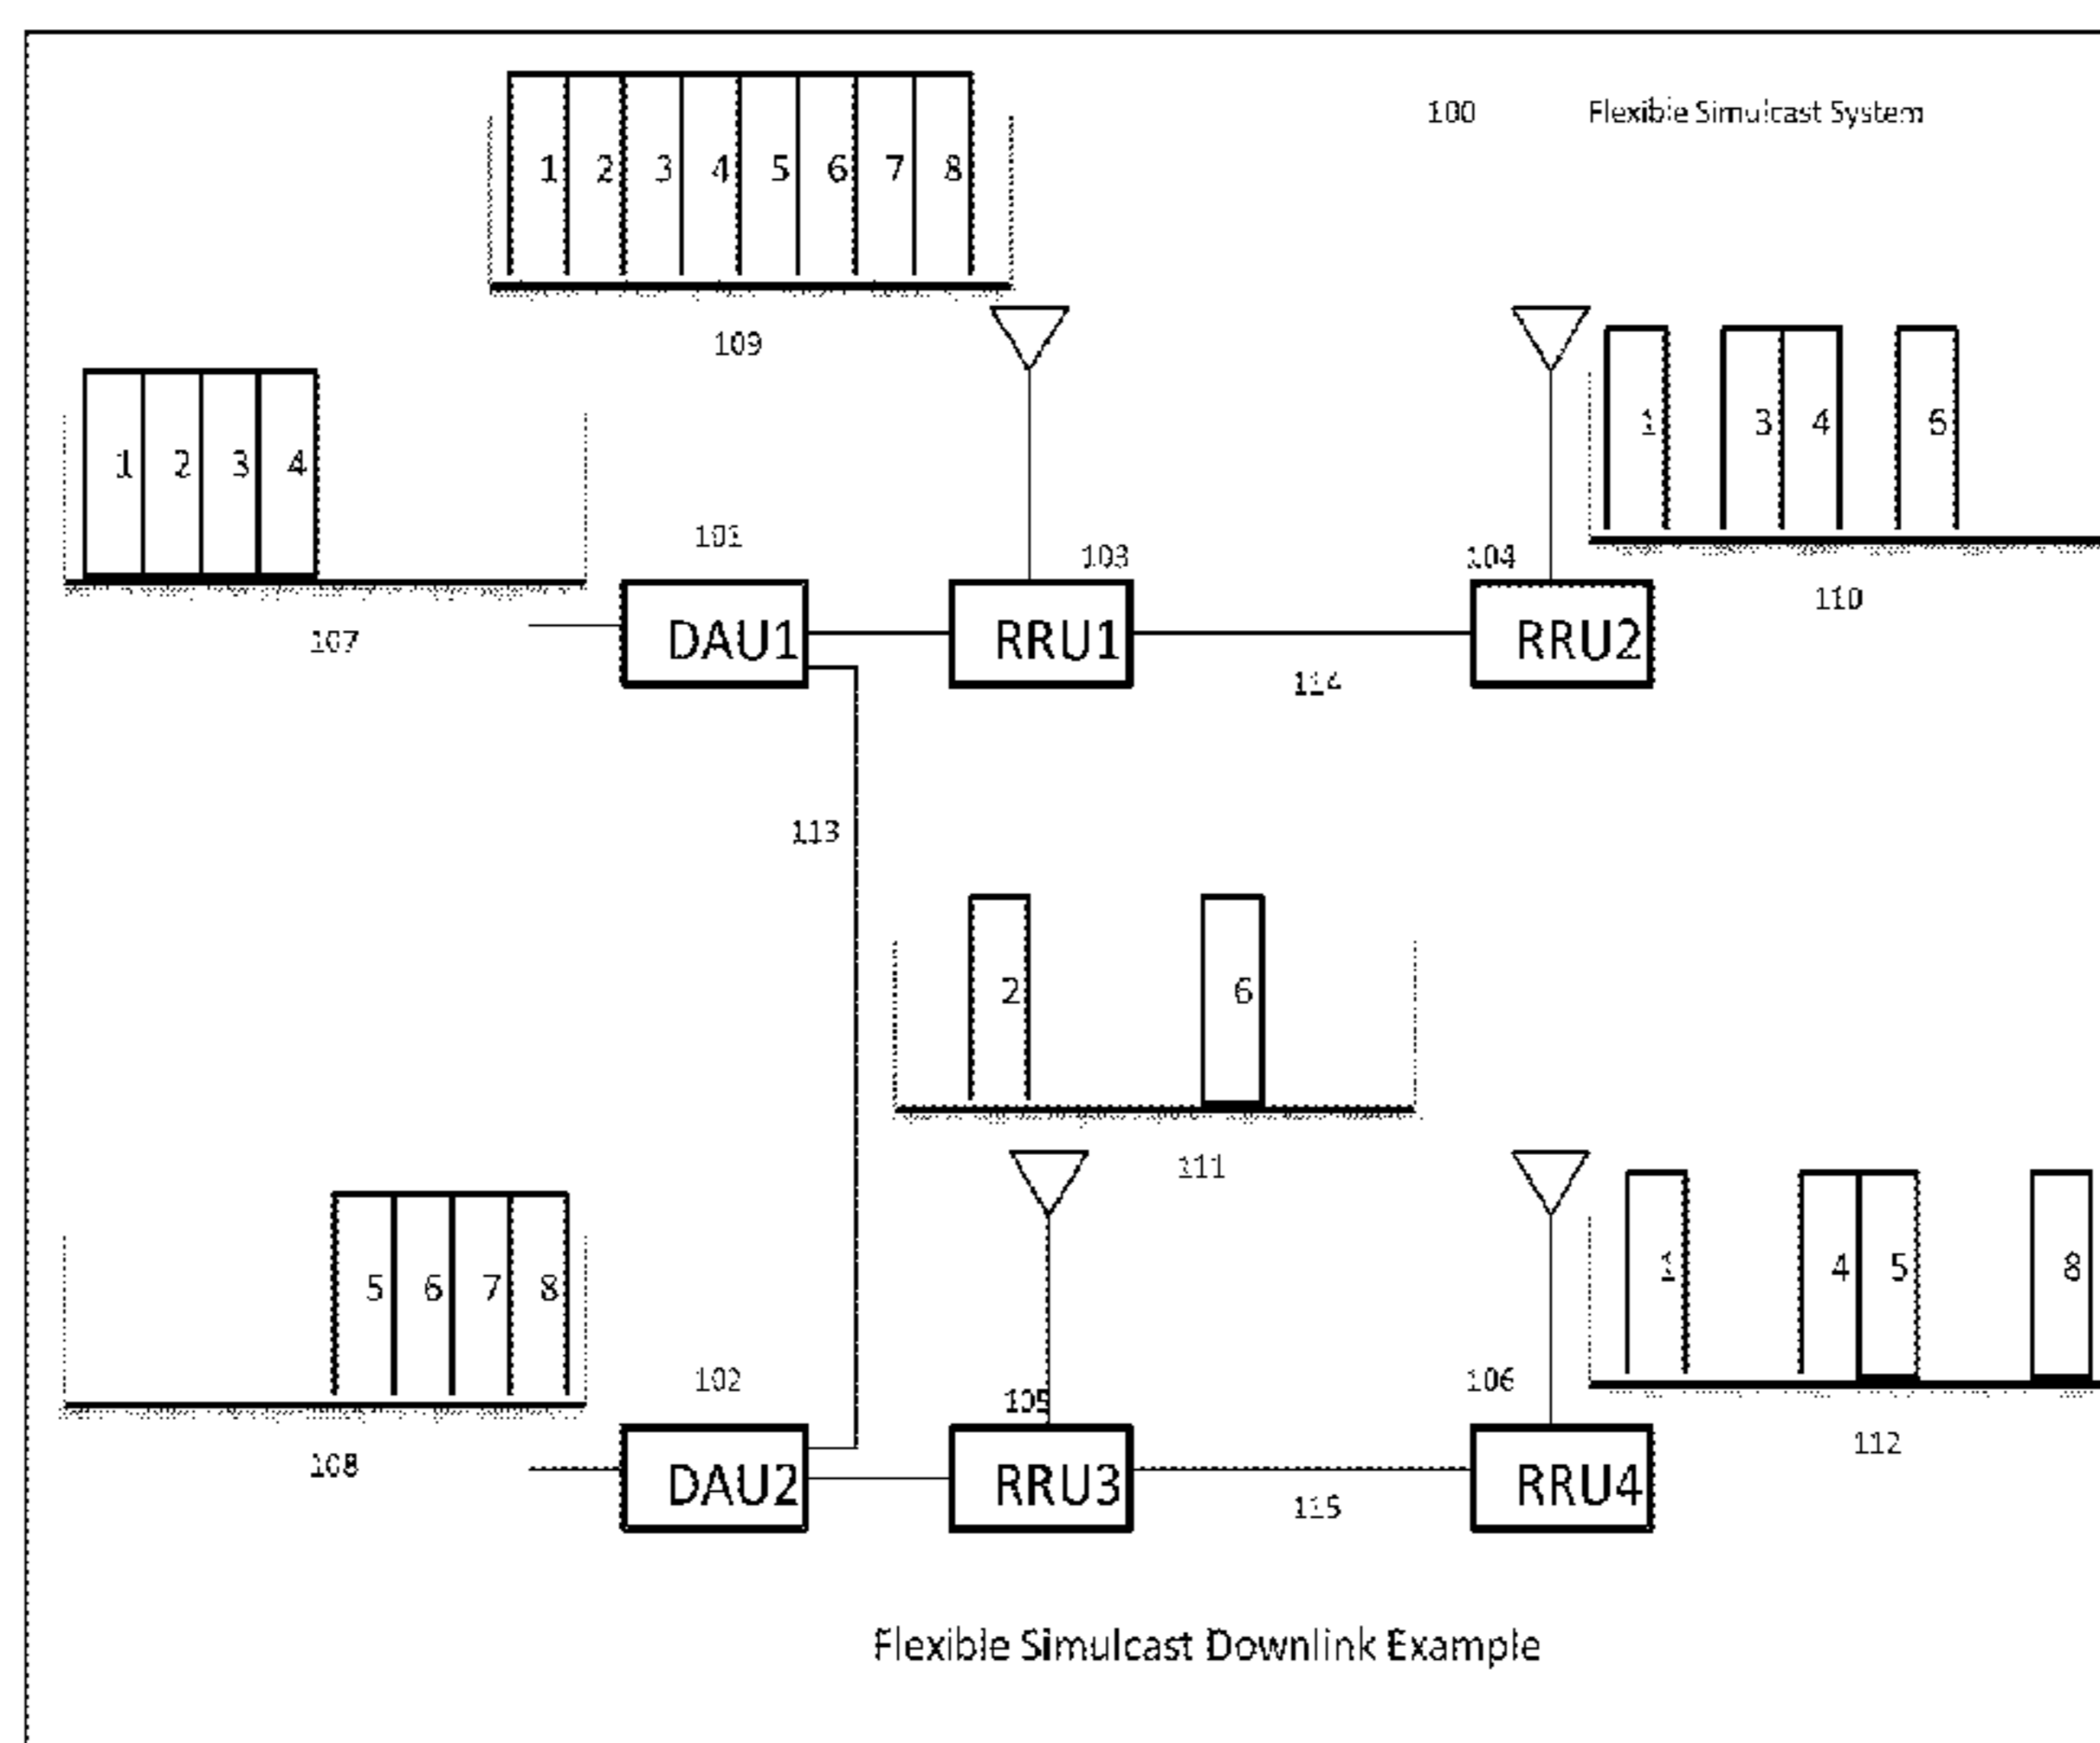 100 Flexible Simulcast System
1 2 3 4 5 6 7 8
109
1 3 4 6
110
1 2 3 4
107
101
103
104
DAU1
RRU1
RRU2
114
113
2 6
111
5 6 7 8
108
1 4 5 8
112
102
105
106
DAU2
RRU3
RRU4
115
Flexible Simulcast Downlink Example